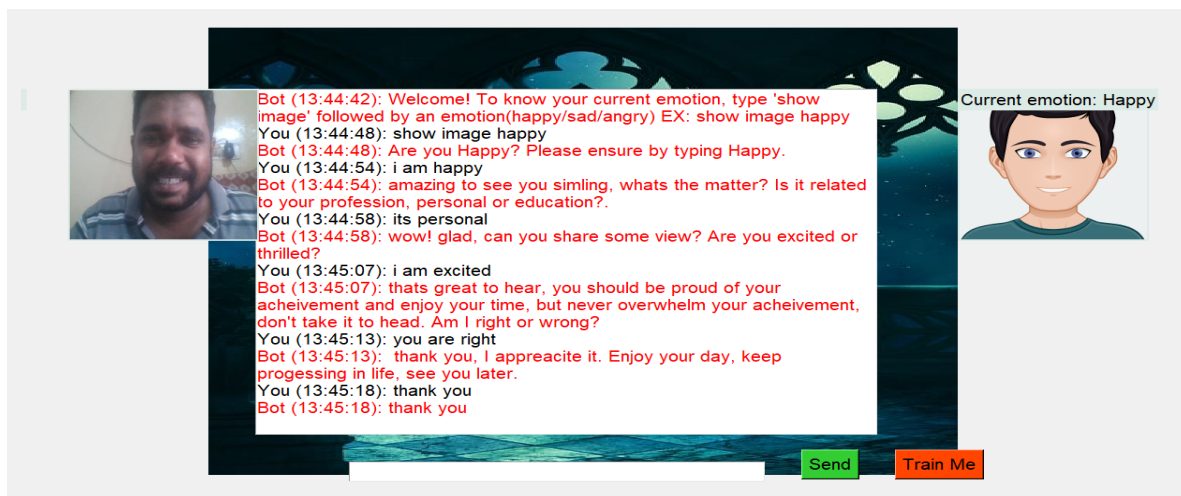 Bot (13:44:42): Welcome! To know your current emotion, type 'show
image' followed by an emotion(happy/sad/angry) EX: show image happy
You (13:44:48): show image happy
Bot (13:44:48): Are you Happy? Please ensure by typing Happy.
You (13:44:54): i am happy
Bot (13:44:54): amazing to see you simling, whats the matter? Is it related
to your profession, personal or education?.
You (13:44:58): its personal
Bot (13:44:58): wow! glad, can you share some view? Are you excited or
thrilled?
You (13:45:07): i am excited
Bot (13:45:07): thats great to hear, you should be proud of your
acheivement and enjoy your time, but never overwhelm your acheivement,
don't take it to head. Am I right or wrong?
You (13:45:13): you are right
Bot (13:45:13):  thank you, I appreacite it. Enjoy your day, keep
progessing in life, see you later.
You (13:45:18): thank you
Bot (13:45:18): thank you
Current emotion: Happy
Send
Train Me